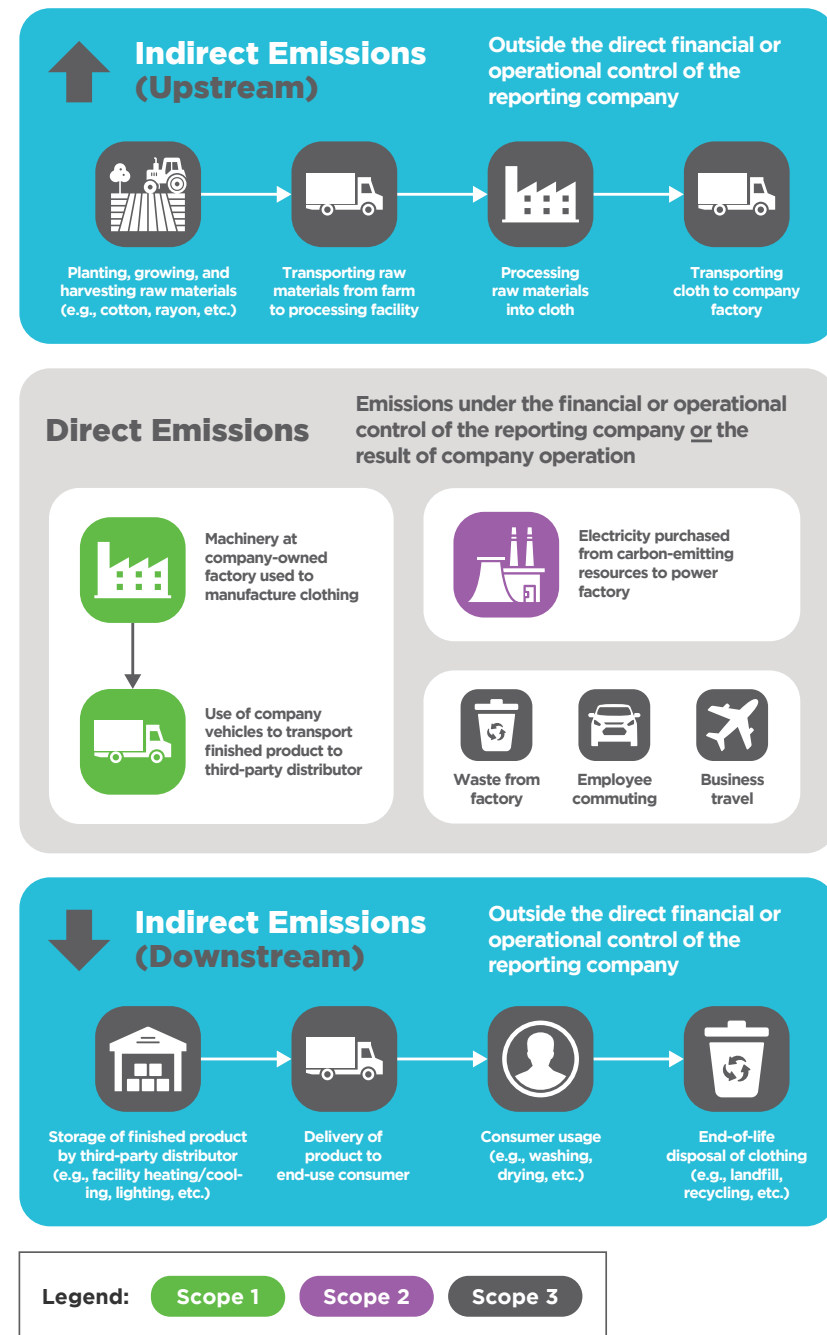 Indirect Emissions
(Upstream)
Outside the direct financial or
operational control of the
reporting company
Planting, growing, and
harvesting raw materials
(e.g., cotton, rayon, etc.)
Transporting raw
materials from farm
to processing facility
Processing
raw materials
into cloth
Transporting
cloth to company
factory
Direct Emissions
Emissions under the financial or operational
control of the reporting company or the
result of company operation
Machinery at
company-owned
factory used to
manufacture clothing
Use of company
vehicles to transport
finished product to
third-party distributor
Electricity purchased
from carbon-emitting
resources to power
factory
Waste from
factory
Employee
commuting
Business
travel
Indirect Emissions
(Downstream)
Outside the direct financial or
operational control of the
reporting company
Storage of finished product
by third-party distributor
(e.g., facility heating/cool-
ing, lighting, etc.)
Delivery of
product to
end-use consumer
Consumer usage
(e.g., washing,
drying, etc.)
End-of-life
disposal of clothing
(e.g., landfill,
recycling, etc.)
Legend: Scope 1 Scope 2 Scope 3